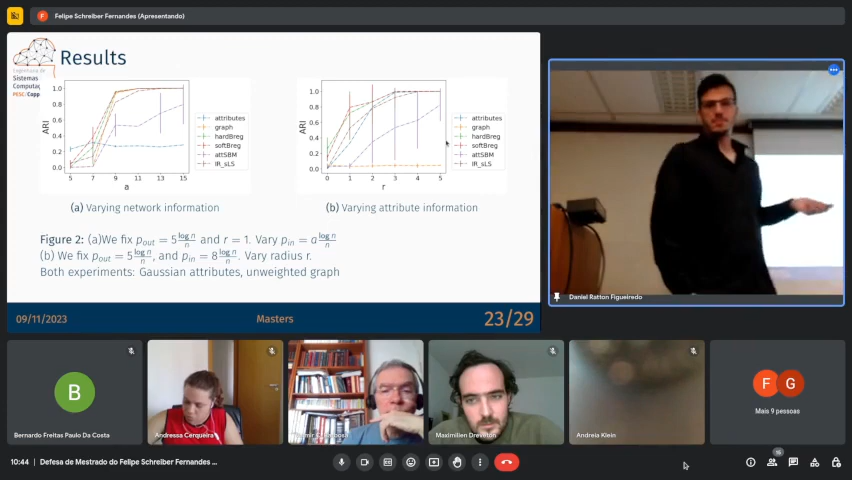 Felipe Schreiber Fernandes (Apresentando)
Results
Engenharia de
Sistemas
Computaç
PESC/Copp
ARI
1.0
0.8
0.6
0.4
0.2
0.0
5
7
9
11
13
15
a
attributes
graph
hardBreg
softBreg
attSBM
IR_sLS
(a) Varying network information
ARI
1.0
0.8
0.6
0.4
0.2
0.0
0
1
2
3
4
5
r
attributes
graph
hardBreg
softBreg
attSBM
IR_sLS
(b) Varying attribute information
Figure 2: (a)We fix p_out = 5 log n/n and r = 1. Vary p_in = a log n/n
(b) We fix p_out = 5 log n/n, and p_in = 8 log n/n. Vary radius r.
Both experiments: Gaussian attributes, unweighted graph
09/11/2023
Masters
23/29
Daniel Ratton Figueiredo
B
Bernardo Freitas Paulo Da Costa
Andressa Cerqueira
Maximilien Dreveton
Andreia Klein
F
G
Mais 9 pessoas
10:44 | Defesa de Mestrado do Felipe Schreiber Fernandes ...
16